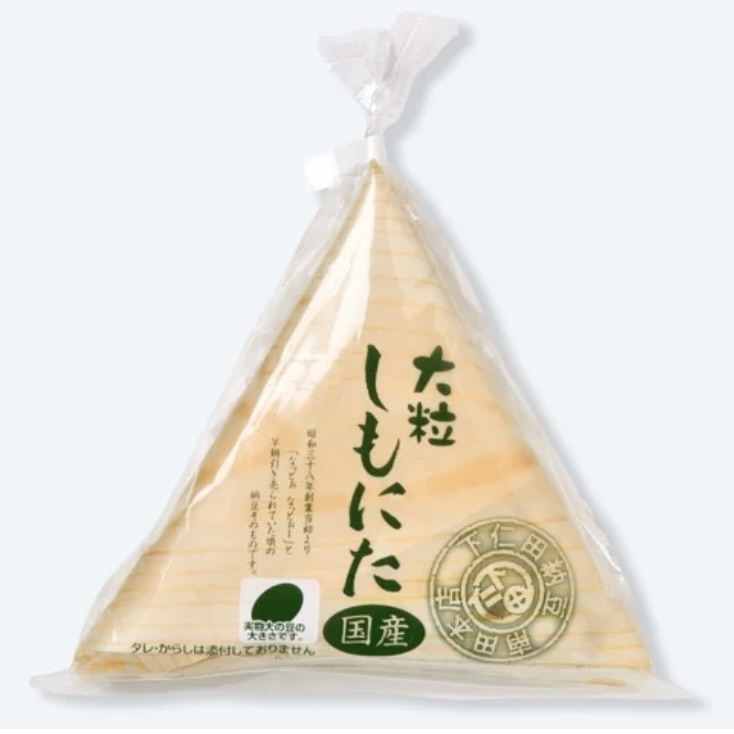 大粒
しもにた
昭和三十八年創業当初より
「なっとぉ なっとぉー」と
早朝引き売られていた頃の
納豆そのものです。
実物大の豆の
大きさです。
国産
タレ・からしは添付しておりません
下仁田納豆
南田本店